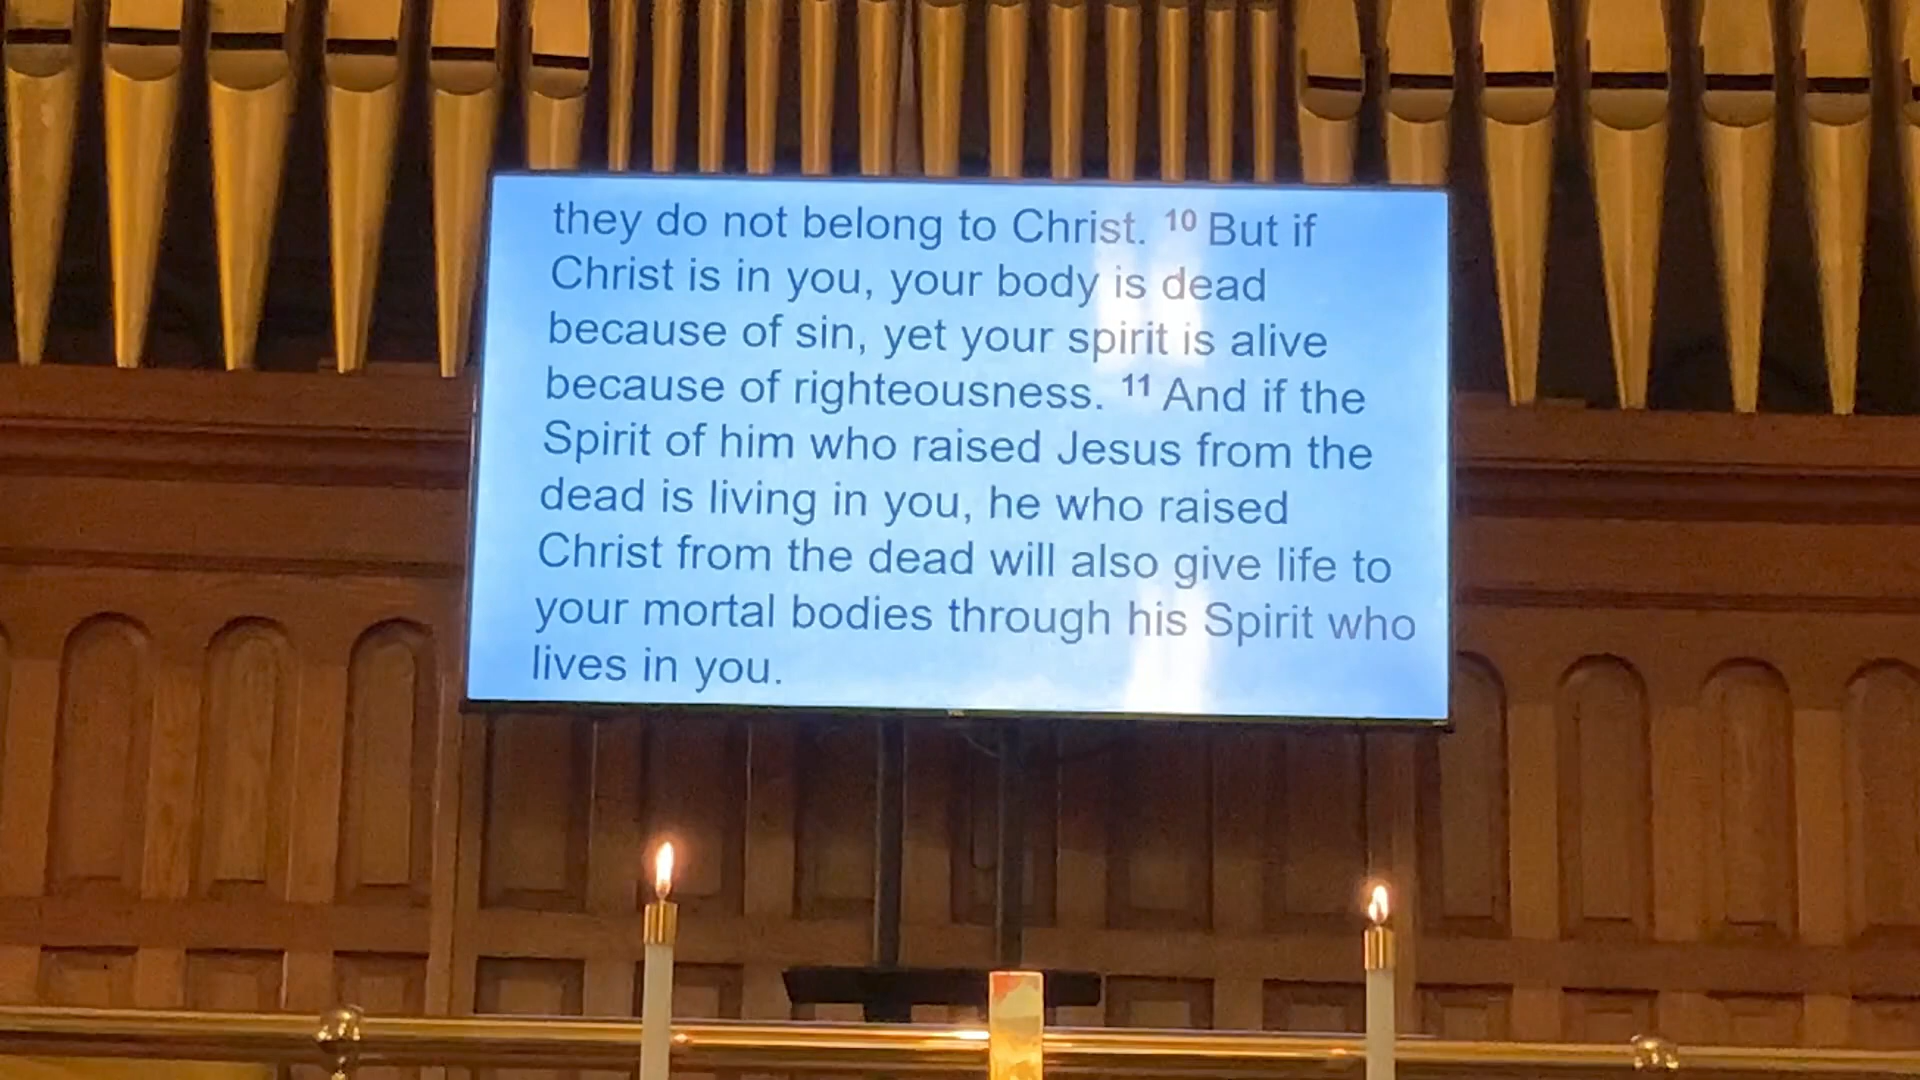 they do not belong to Christ. 10 But if
Christ is in you, your body is dead
because of sin, yet your spirit is alive
because of righteousness. 11 And if the
Spirit of him who raised Jesus from the
dead is living in you, he who raised
Christ from the dead will also give life to
your mortal bodies through his Spirit who
lives in you.